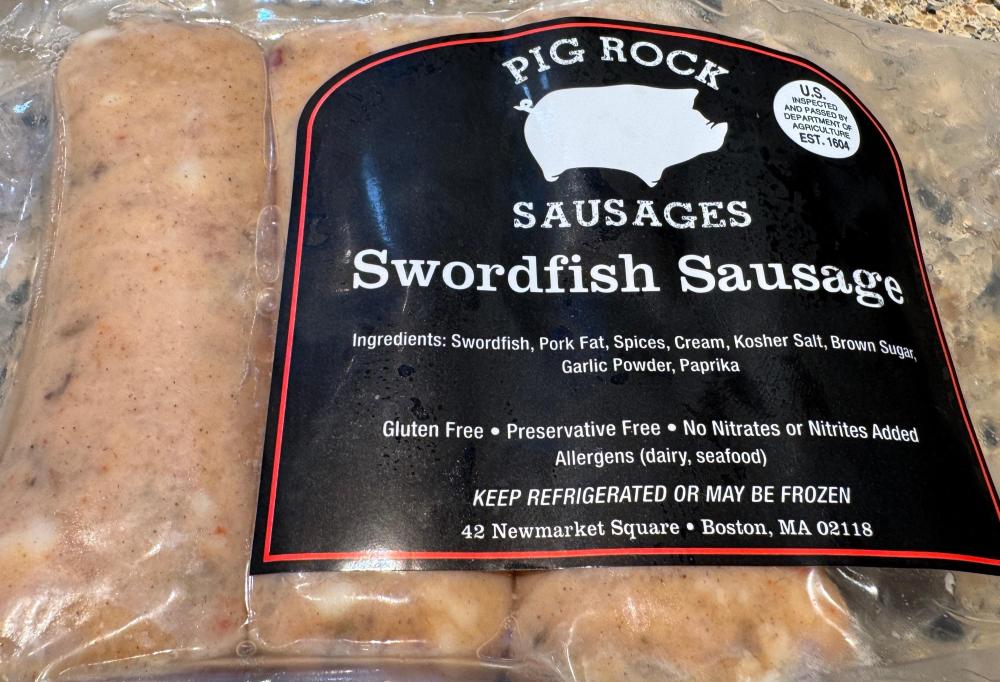 PIG ROCK
U.S.
INSPECTED
AND PASSED BY
DEPARTMENT OF
AGRICULTURE
EST. 1604
SAUSAGES
Swordfish Sausage
Ingredients: Swordfish, Pork Fat, Spices, Cream, Kosher Salt, Brown Sugar,
Garlic Powder, Paprika
Gluten Free • Preservative Free • No Nitrates or Nitrites Added
Allergens (dairy, seafood)
KEEP REFRIGERATED OR MAY BE FROZEN
42 Newmarket Square • Boston, MA 02118